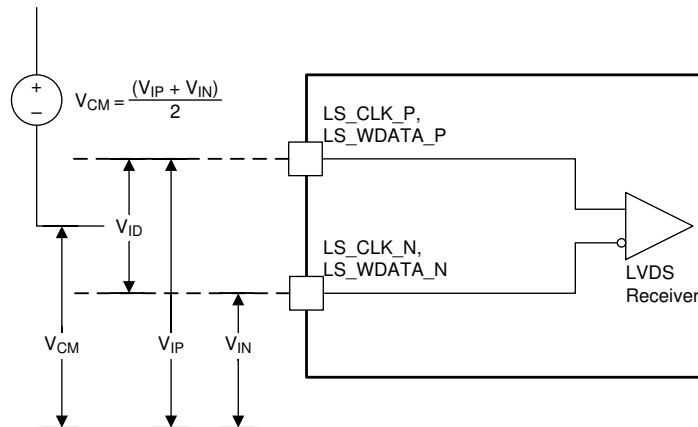 +
−
V_CM = (V_IP + V_IN) / 2
LS_CLK_P,
LS_WDATA_P
V_ID
LS_CLK_N,
LS_WDATA_N
LVDS
Receiver
V_CM
V_IP
V_IN